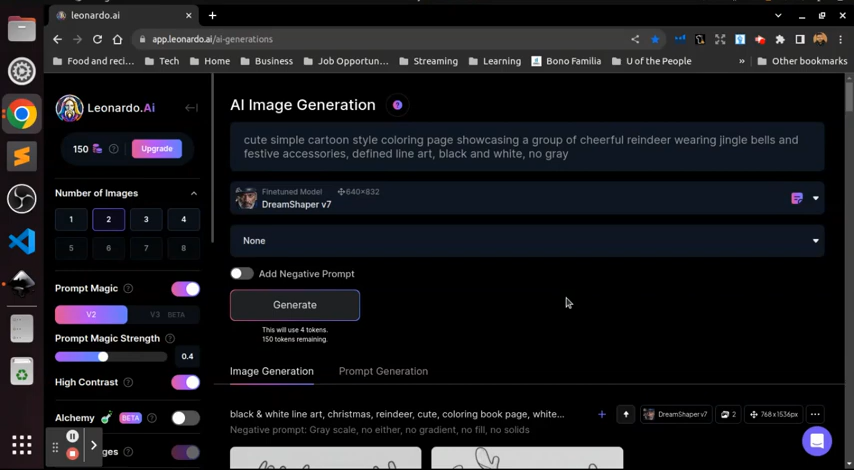 leonardo.ai
app.leonardo.ai/ai-generations
Food and reci... Tech Home Business Job Opportun... Streaming Learning Bono Familia U of the People » Other bookmarks
Leonardo.Ai
150 Upgrade
Number of Images
1 2 3 4
5 6 7 8
Prompt Magic
V2 V3 BETA
Prompt Magic Strength
0.4
High Contrast
Alchemy BETA
AI Image Generation ?
cute simple cartoon style coloring page showcasing a group of cheerful reindeer wearing jingle bells and
festive accessories, defined line art, black and white, no gray
Finetuned Model 640×832
DreamShaper v7
None
Add Negative Prompt
Generate
This will use 4 tokens.
150 tokens remaining.
Image Generation Prompt Generation
black & white line art, christmas, reindeer, cute, coloring book page, white... DreamShaper v7 2 768x1536px
Negative prompt: Gray scale, no either, no gradient, no fill, no solids